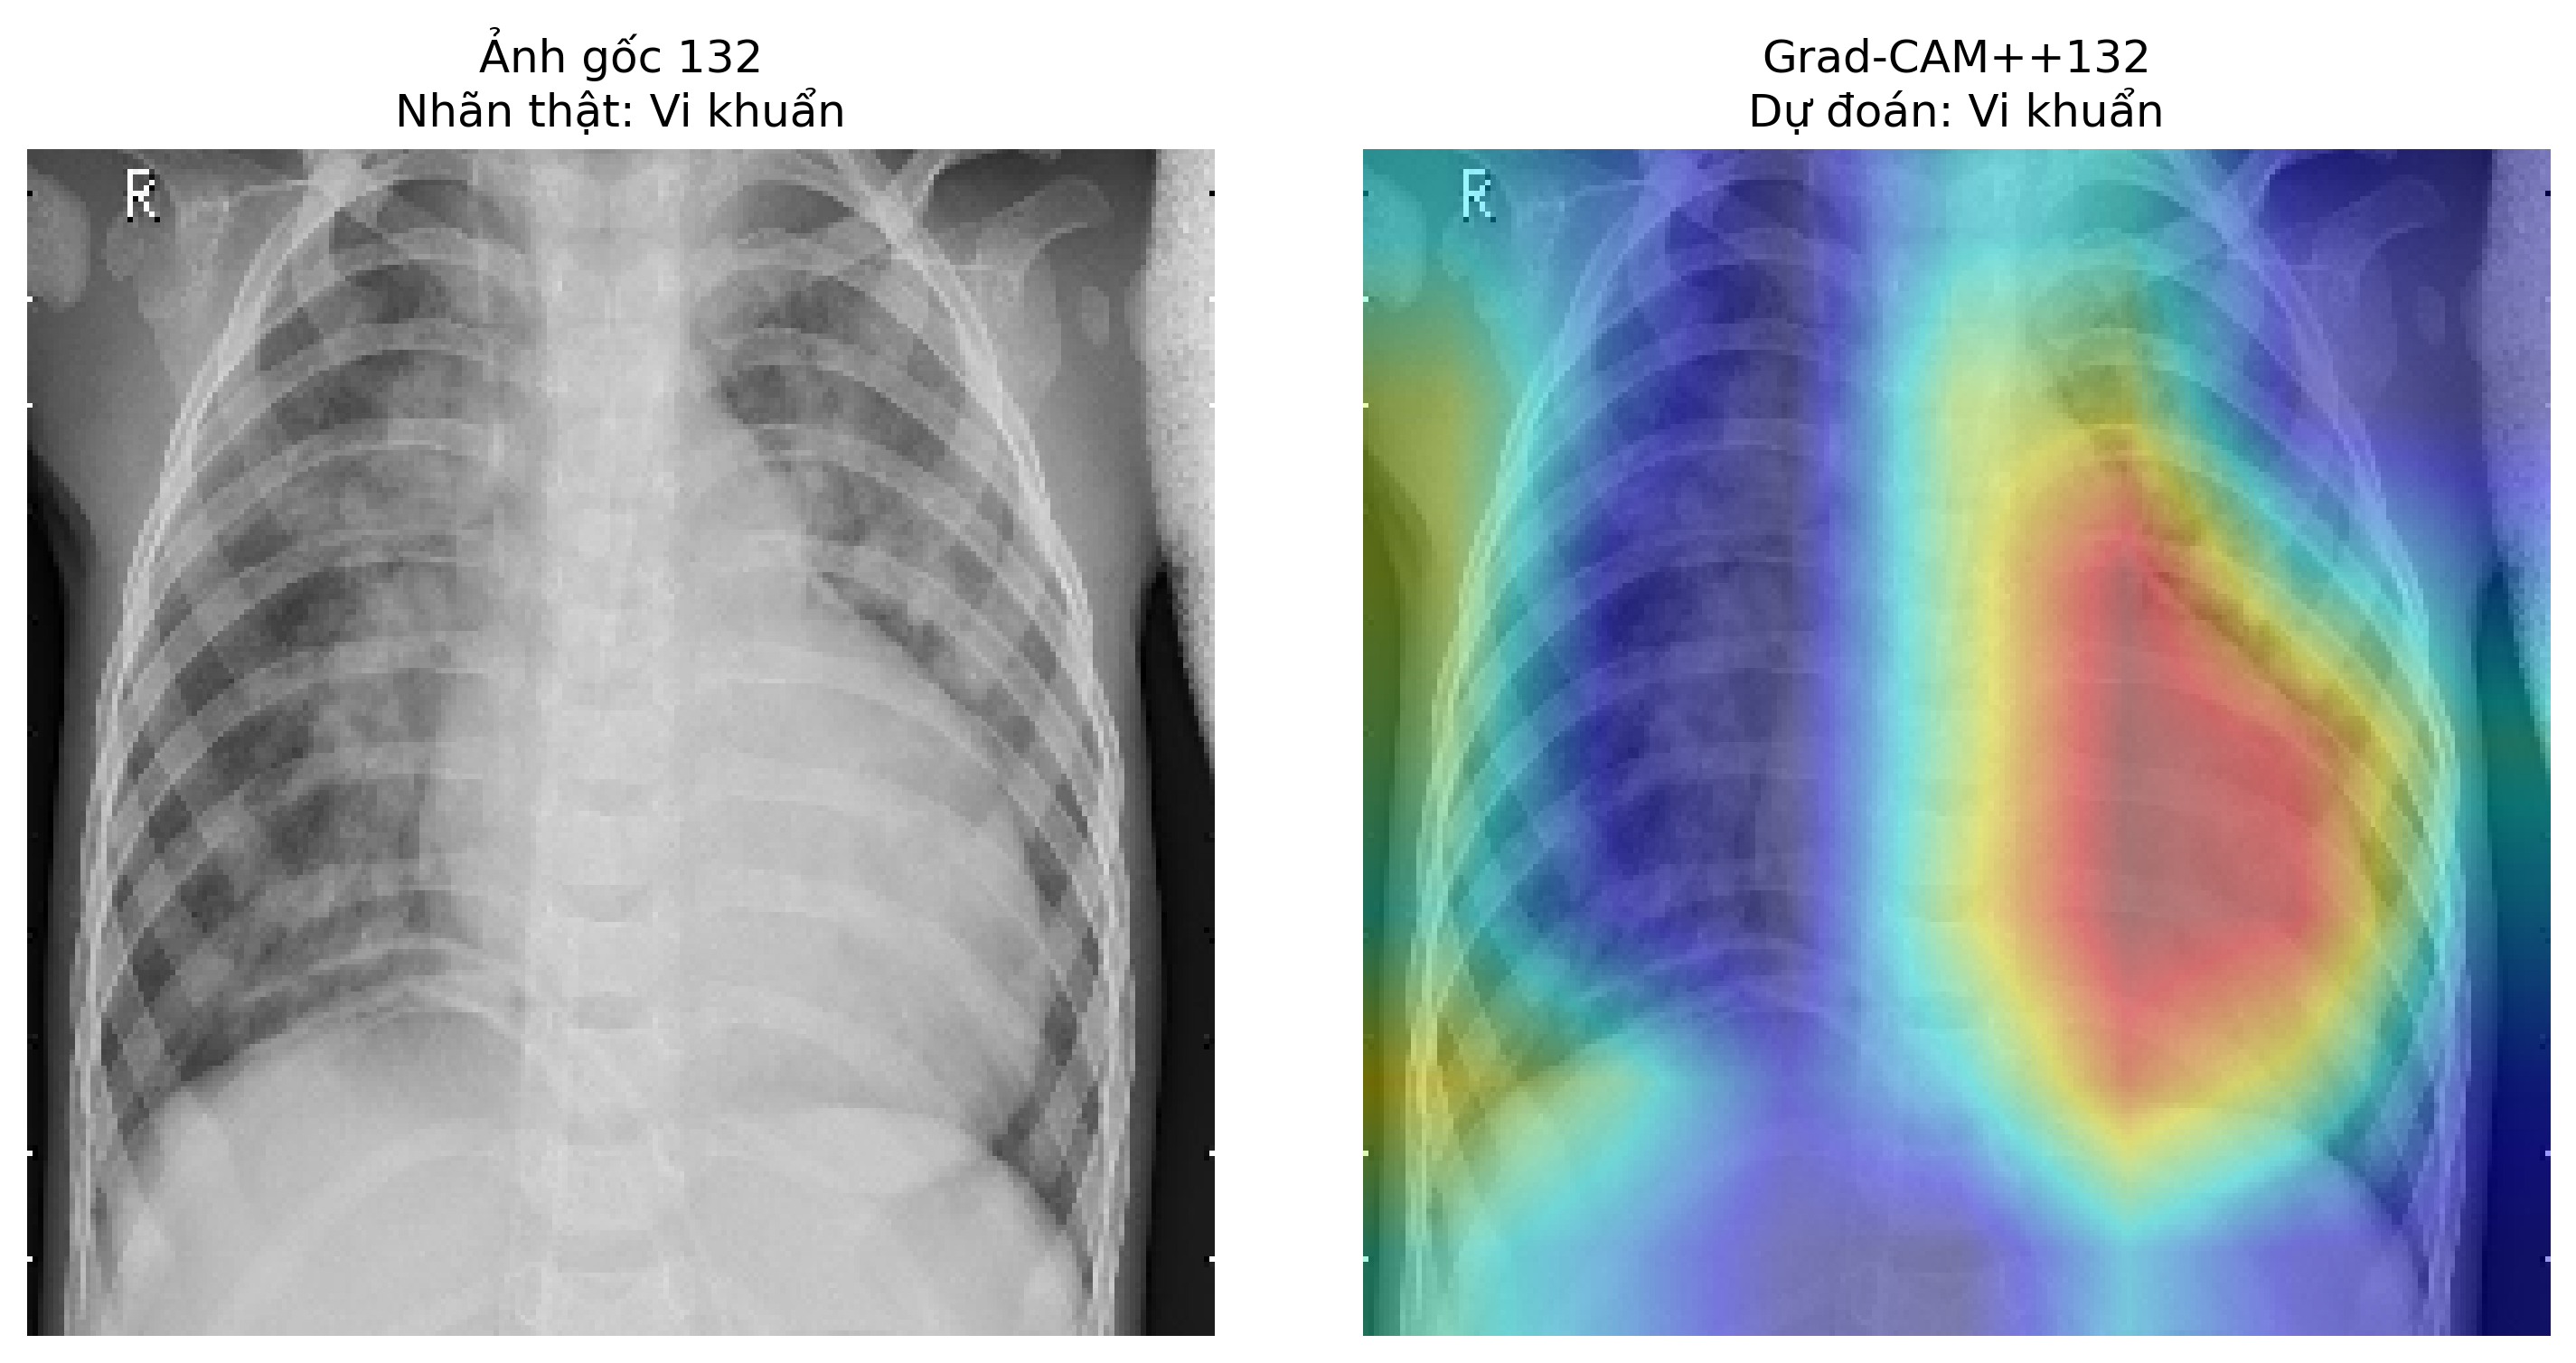 Ảnh gốc 132
Nhãn thật: Vi khuẩn
R
Grad-CAM++132
Dự đoán: Vi khuẩn
R